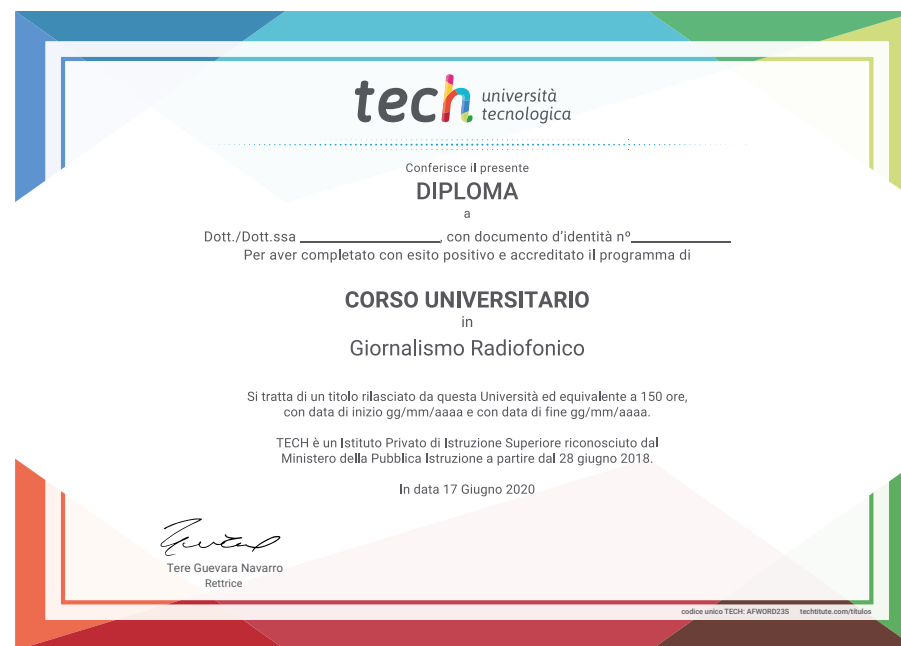 tech università
tecnologica
Conferisce il presente
DIPLOMA
a
Dott./Dott.ssa ____________________, con documento d'identità nº______________
Per aver completato con esito positivo e accreditato il programma di
CORSO UNIVERSITARIO
in
Giornalismo Radiofonico
Si tratta di un titolo rilasciato da questa Università ed equivalente a 150 ore,
con data di inizio gg/mm/aaaa e con data di fine gg/mm/aaaa.
TECH è un Istituto Privato di Istruzione Superiore riconosciuto dal
Ministero della Pubblica Istruzione a partire dal 28 giugno 2018.
In data 17 Giugno 2020
Tere Guevara Navarro
Rettrice
codice unico TECH: AFWORD23S techtitute.com/títulos